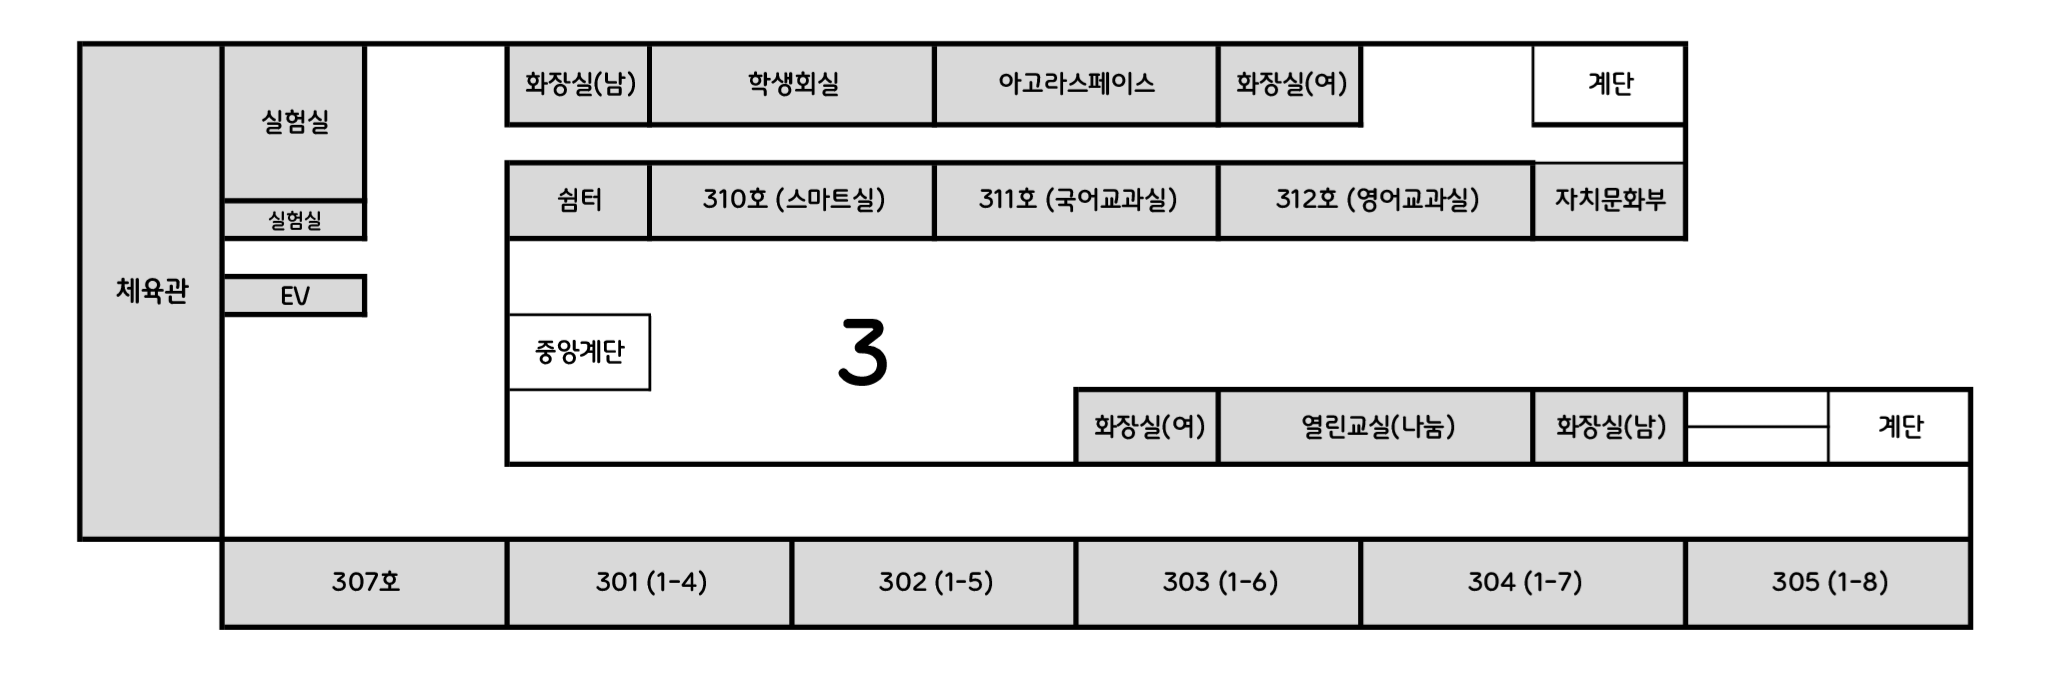 화장실(남)
학생회실
아고라스페이스
화장실(여)
계단
실험실
쉼터
310호 (스마트실)
311호 (국어교과실)
312호 (영어교과실)
자치문화부
실험실
체육관
EV
중앙계단
3
화장실(여)
열린교실(나눔)
화장실(남)
계단
307호
301 (1-4)
302 (1-5)
303 (1-6)
304 (1-7)
305 (1-8)